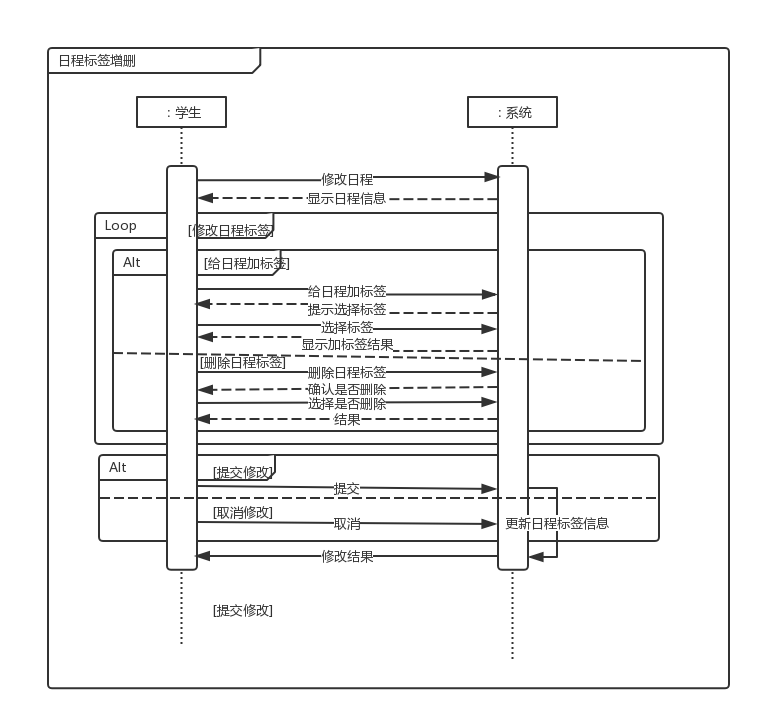 日程标签增删
: 学生
: 系统
修改日程
显示日程信息
Loop
[修改日程标签]
Alt
[给日程加标签]
给日程加标签
提示选择标签
选择标签
显示加标签结果
[删除日程标签]
删除日程标签
确认是否删除
选择是否删除
结果
Alt
[提交修改]
提交
[取消修改]
取消
更新日程标签信息
修改结果
[提交修改]